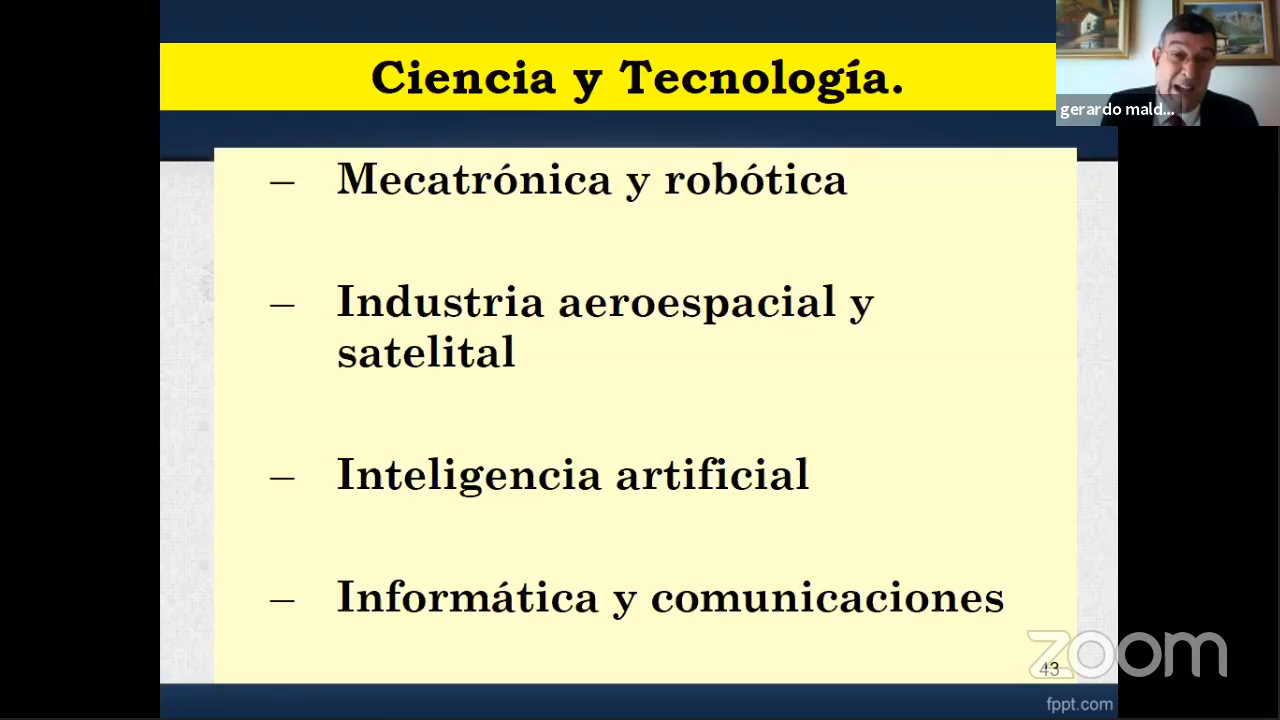 Ciencia y Tecnología.
gerardo mald...
– Mecatrónica y robótica
– Industria aeroespacial y
satelital
– Inteligencia artificial
– Informática y comunicaciones
zoom
43
fppt.com